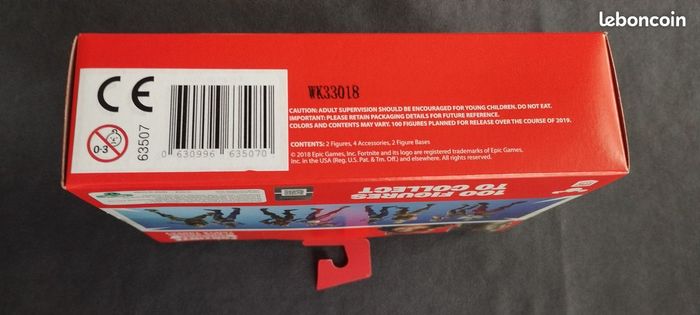 leboncoin
CE
0-3
63507
0 630996 635070
WK33018
CAUTION: ADULT SUPERVISION SHOULD BE ENCOURAGED FOR YOUNG CHILDREN. DO NOT EAT.
IMPORTANT: PLEASE RETAIN PACKAGING DETAILS FOR FUTURE REFERENCE.
COLORS AND CONTENTS MAY VARY. 100 FIGURES PLANNED FOR RELEASE OVER THE COURSE OF 2019.
CONTENTS: 2 Figures, 4 Accessories, 2 Figure Bases
© 2018 Epic Games, Inc. Fortnite and its logo are registered trademarks of Epic Games,
Inc. in the USA (Reg. U.S. Pat. & Tm. Off.) and elsewhere. All rights reserved.
100 FIGURES
TO COLLECT